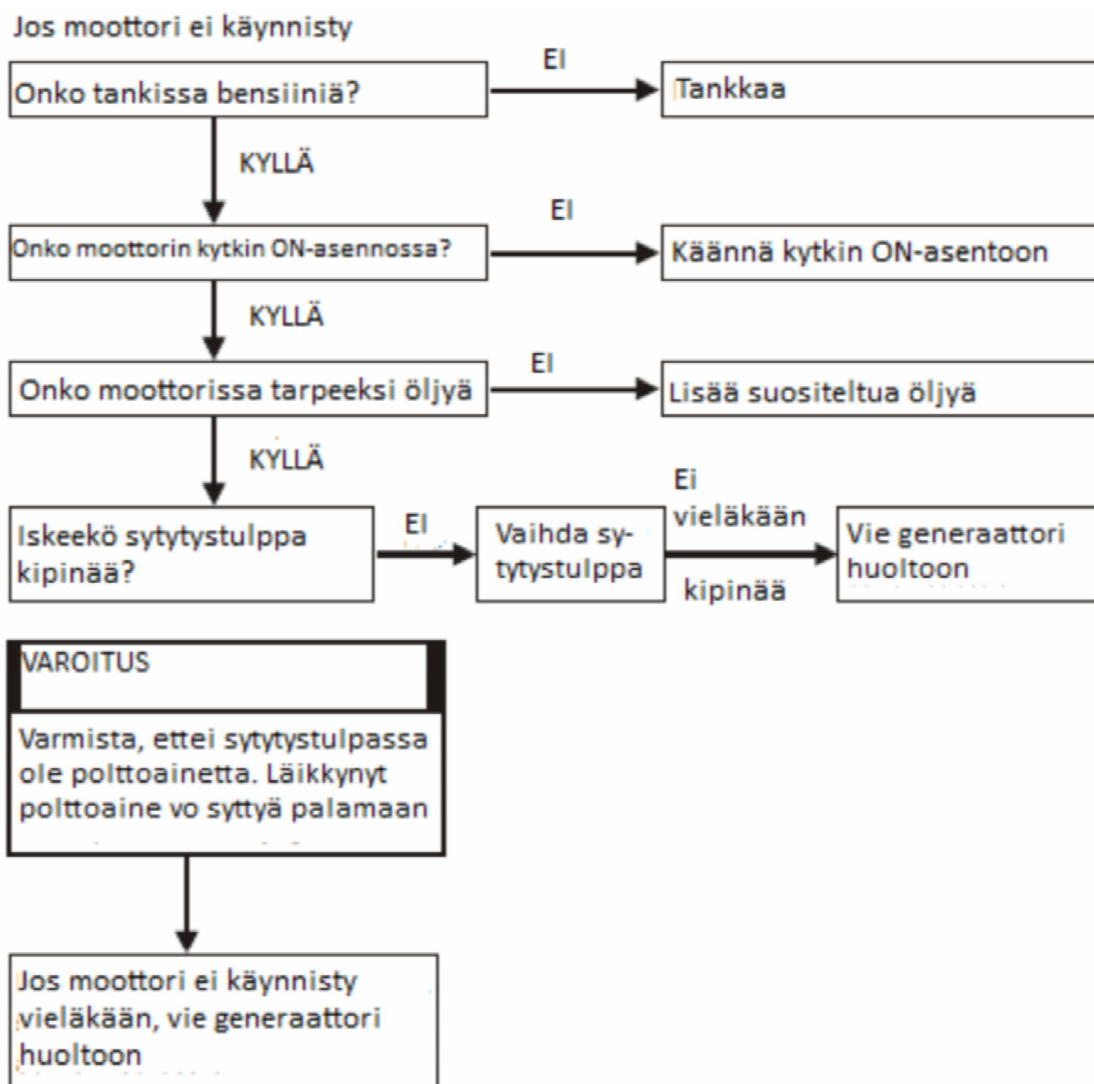 Jos moottori ei käynnisty
Onko tankissa bensiiniä?
EI
Tankkaa
KYLLÄ
Onko moottorin kytkin ON-asennossa?
EI
Käännä kytkin ON-asentoon
KYLLÄ
Onko moottorissa tarpeeksi öljyä
EI
Lisää suositeltua öljyä
KYLLÄ
Iskeekö sytytystulppa
kipinää?
EI
Vaihda sy-
tytystulppa
Ei
vieläkään
kipinää
Vie generaattori
huoltoon
VAROITUS
Varmista, ettei sytytystulpassa
ole polttoainetta. Läikkynyt
polttoaine vo syttyä palamaan
Jos moottori ei käynnisty
vieläkään, vie generaattori
huoltoon